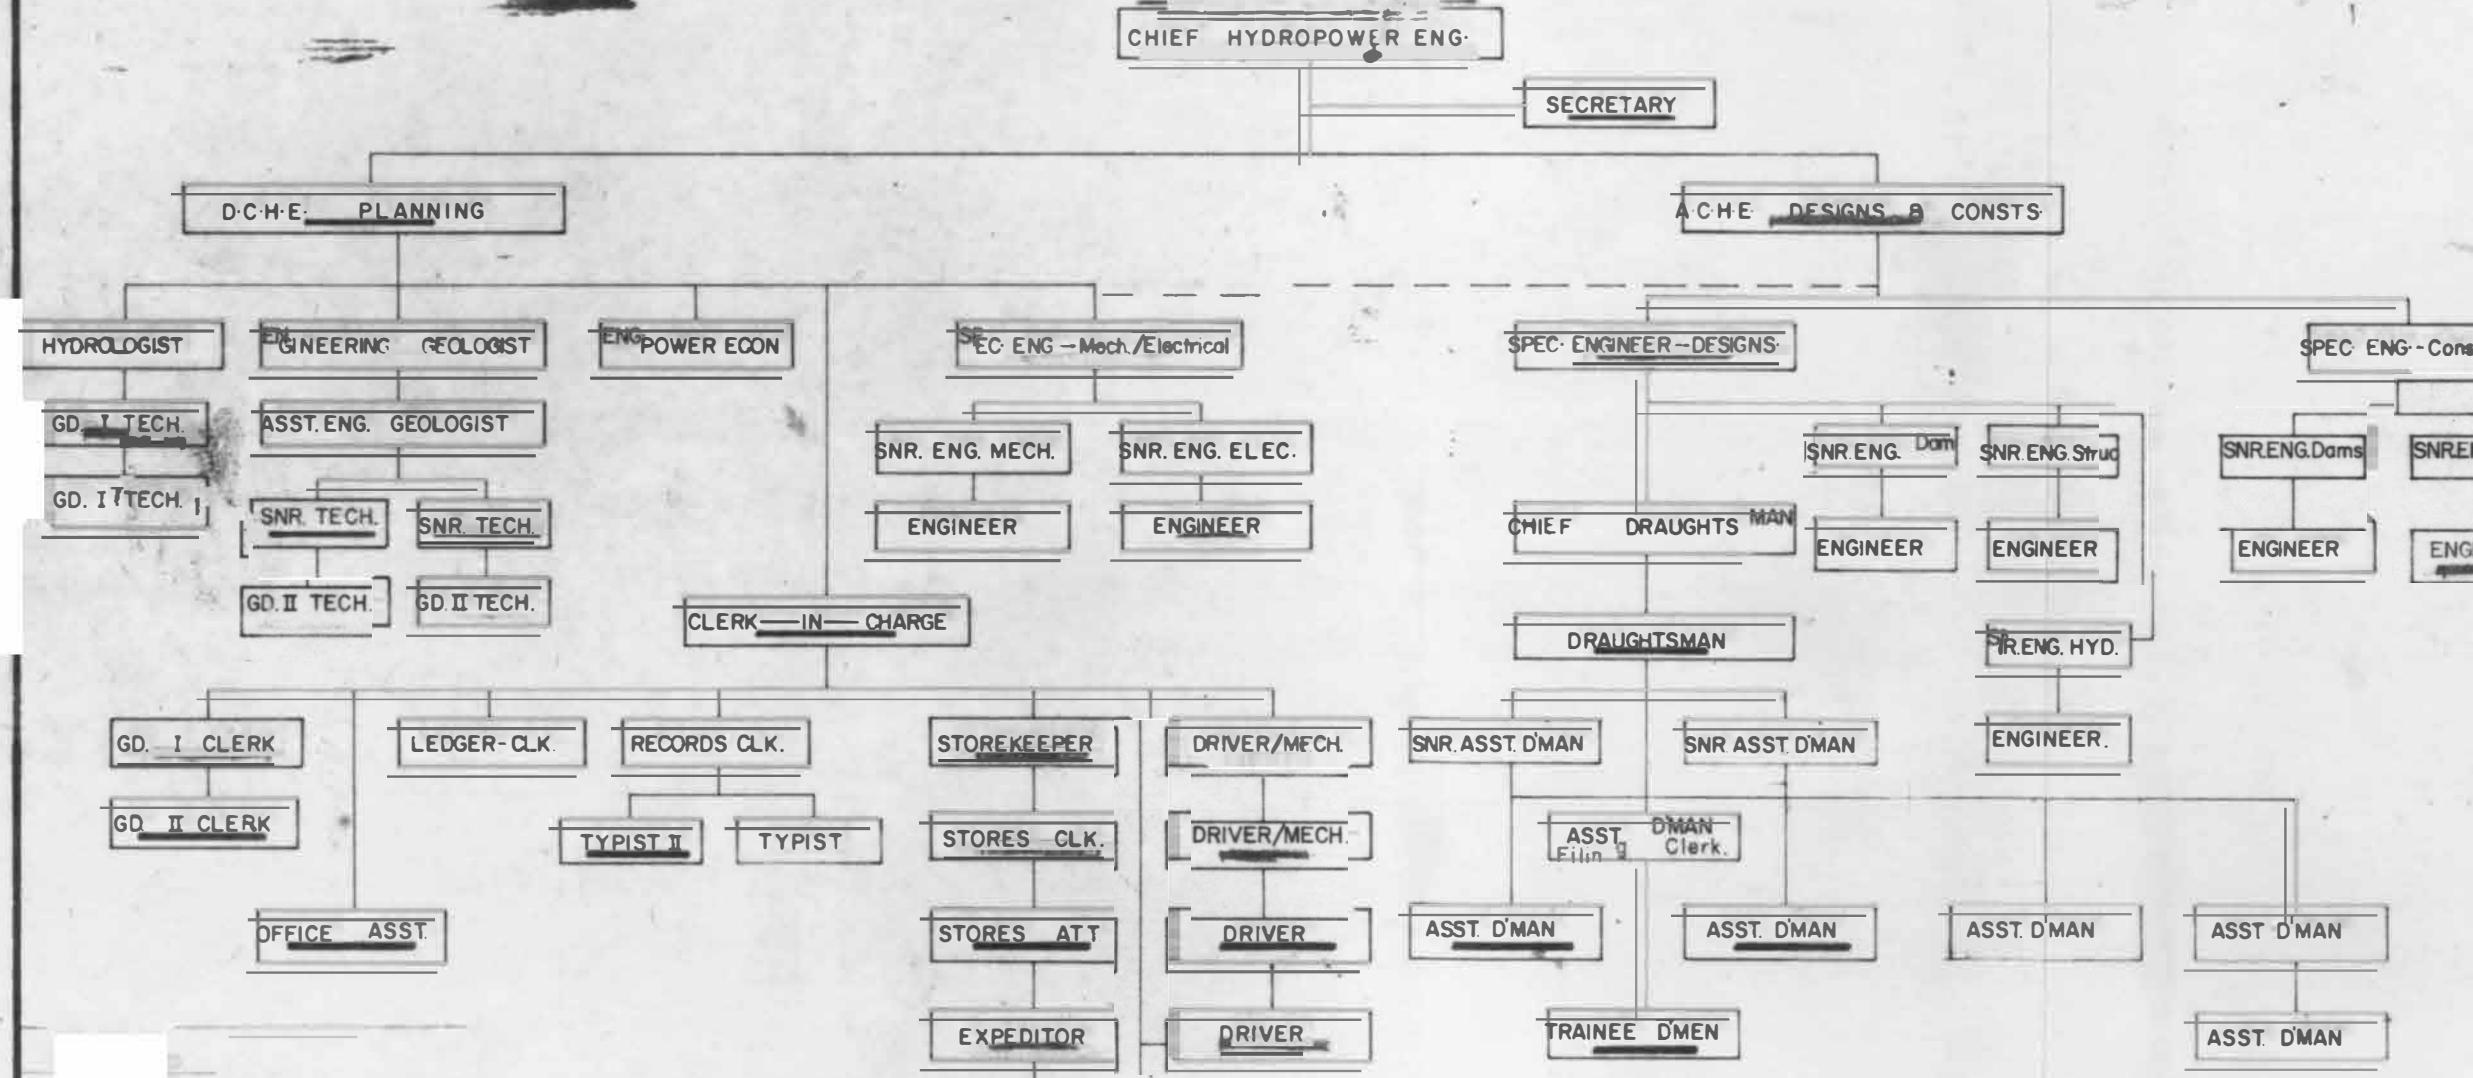 CHIEF HYDROPOWER ENG.
SECRETARY
D.C.H.E. PLANNING
A.C.H.E. DESIGNS & CONSTS.
HYDROLOGIST
ENGINEERING GEOLOGIST
ENG POWER ECON
SPEC ENG - Mech./Electrical
SPEC. ENGINEER-DESIGNS.
SPEC ENG.-Cons
GD. I TECH.
ASST. ENG. GEOLOGIST
SNR. ENG. MECH.
SNR. ENG. ELEC.
SNR. ENG. Dam
SNR. ENG. Struc
SNR.ENG.Dams
GD. II TECH.
SNR. TECH.
SNR. TECH.
ENGINEER
ENGINEER
CHIEF DRAUGHTSMAN
ENGINEER
ENGINEER
ENGINEER
ENG
GD. II TECH.
GD. II TECH.
CLERK—IN—CHARGE
DRAUGHTSMAN
ENG. HYD.
GD. I CLERK
LEDGER-CLK.
RECORDS CLK.
STOREKEEPER
DRIVER/MECH.
SNR. ASST. D'MAN
SNR. ASST. D'MAN
ENGINEER.
GD. II CLERK
TYPIST II
TYPIST
STORES CLK.
DRIVER/MECH.
ASST. D'MAN
Filing Clerk.
OFFICE ASST.
STORES ATT
DRIVER
ASST. D'MAN
ASST. D'MAN
ASST. D'MAN
ASST D'MAN
EXPEDITOR
DRIVER
TRAINEE D'MEN
ASST. D'MAN